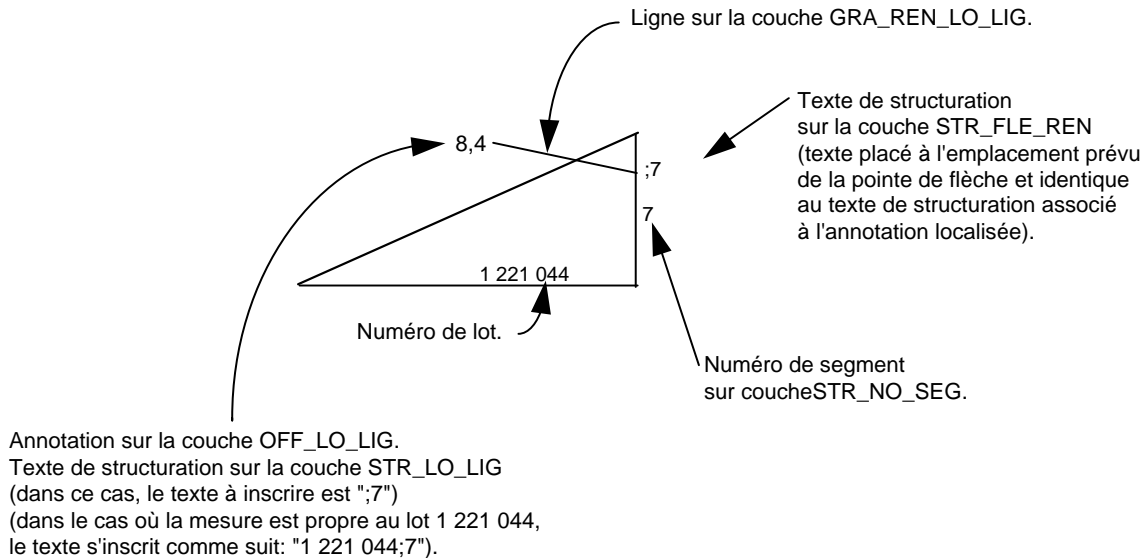 Ligne sur la couche GRA_REN_LO_LIG.
Texte de structuration
sur la couche STR_FLE_REN
(texte placé à l'emplacement prévu
de la pointe de flèche et identique
au texte de structuration associé
à l'annotation localisée).
8,4
;7
7
1 221 044
Numéro de lot.
Numéro de segment
sur coucheSTR_NO_SEG.
Annotation sur la couche OFF_LO_LIG.
Texte de structuration sur la couche STR_LO_LIG
(dans ce cas, le texte à inscrire est ";7")
(dans le cas où la mesure est propre au lot 1 221 044,
le texte s'inscrit comme suit: "1 221 044;7").